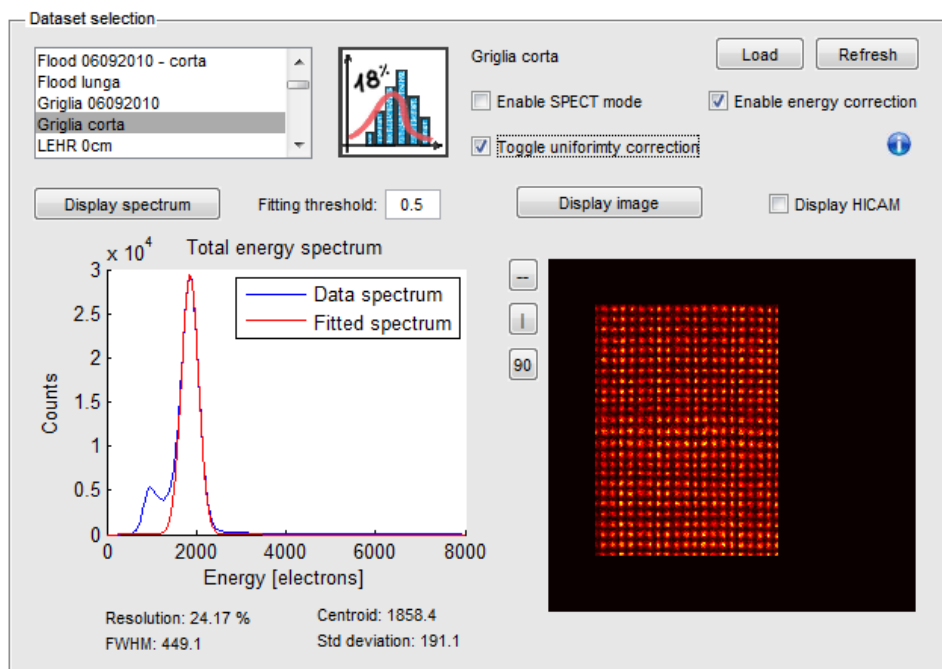 Dataset selection
Flood 06092010 - corta
Flood lunga
Griglia 06092010
Griglia corta
LEHR 0cm
18%
Griglia corta
Load
Refresh
Enable SPECT mode
Enable energy correction
Toggle uniforimty correction
i
Display spectrum
Fitting threshold:
0.5
Display image
Display HICAM
x 10^4
Total energy spectrum
Data spectrum
Fitted spectrum
3
2.5
2
1.5
1
0.5
0
Counts
0 2000 4000 6000 8000
Energy [electrons]
--
|
90
Resolution: 24.17 %
Centroid: 1858.4
FWHM: 449.1
Std deviation: 191.1